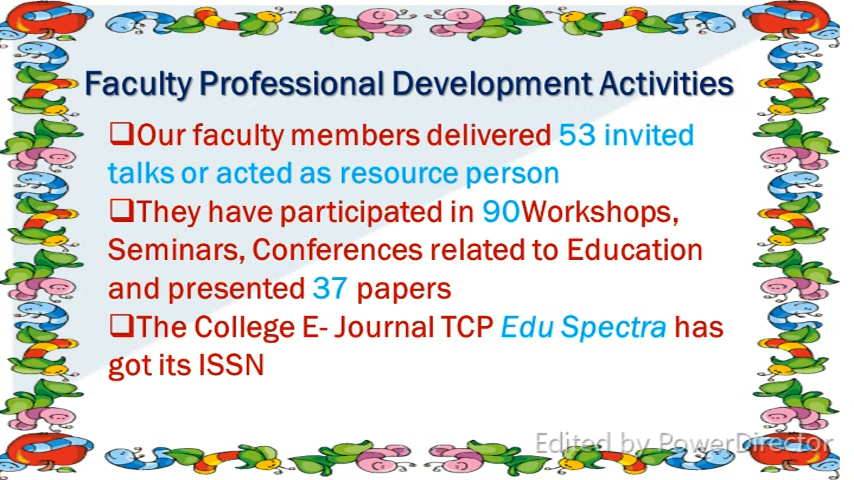 Faculty Professional Development Activities
❑Our faculty members delivered 53 invited
talks or acted as resource person
❑They have participated in 90Workshops,
Seminars, Conferences related to Education
and presented 37 papers
❑The College E- Journal TCP Edu Spectra has
got its ISSN
Edited by PowerDirector